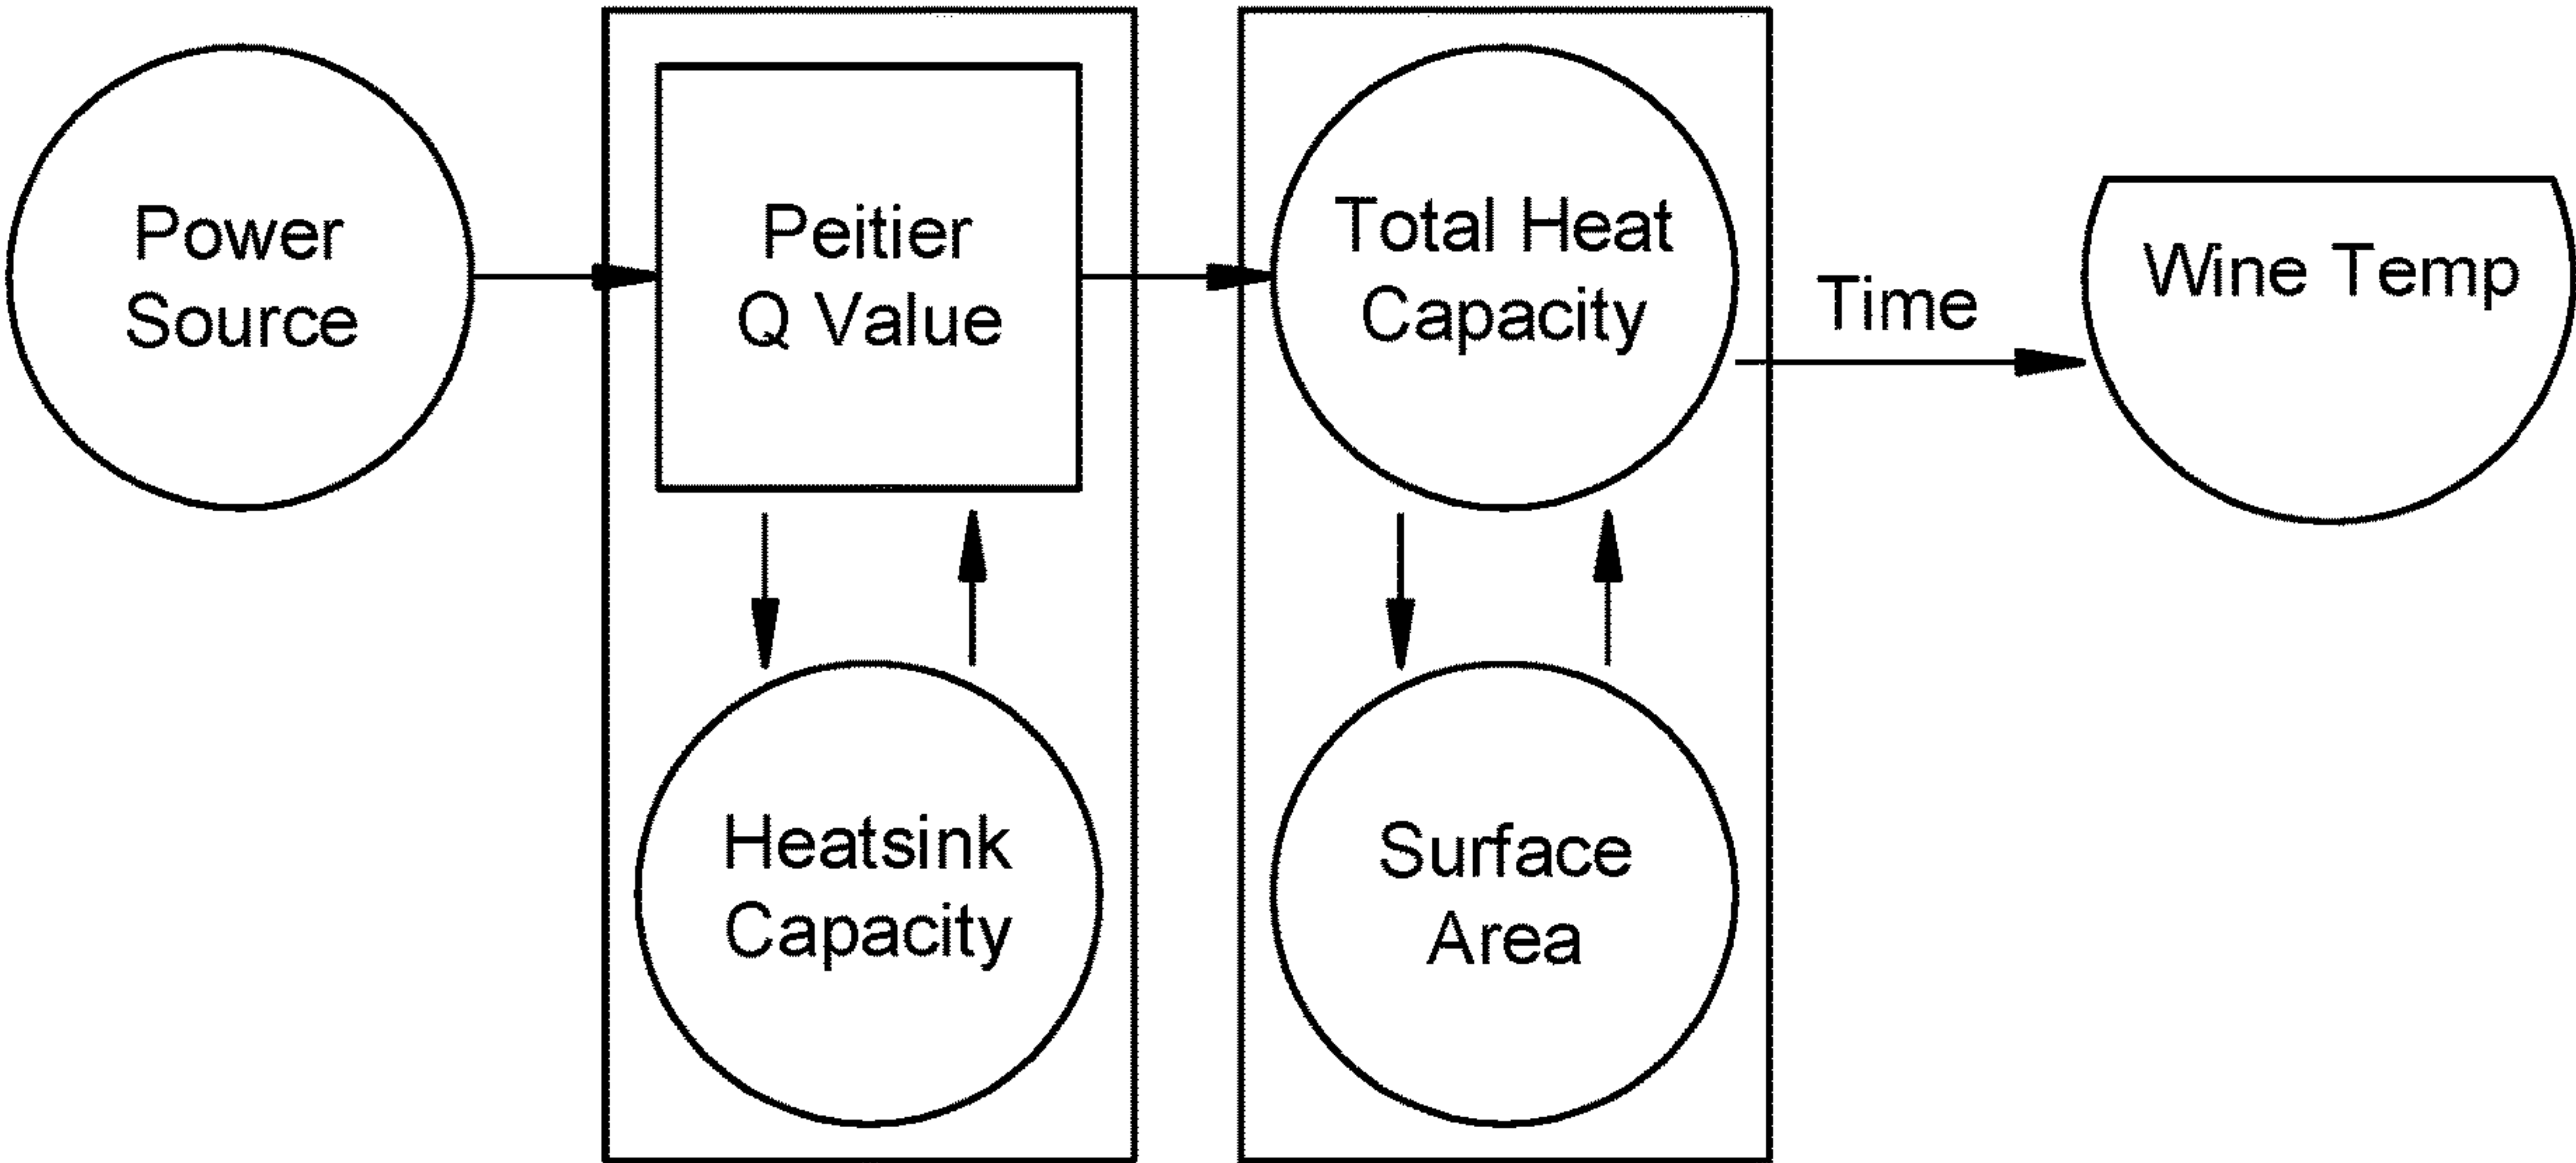 Power
Source
Peitier
Q Value
Total Heat
Capacity
Time
Wine Temp
Heatsink
Capacity
Surface
Area